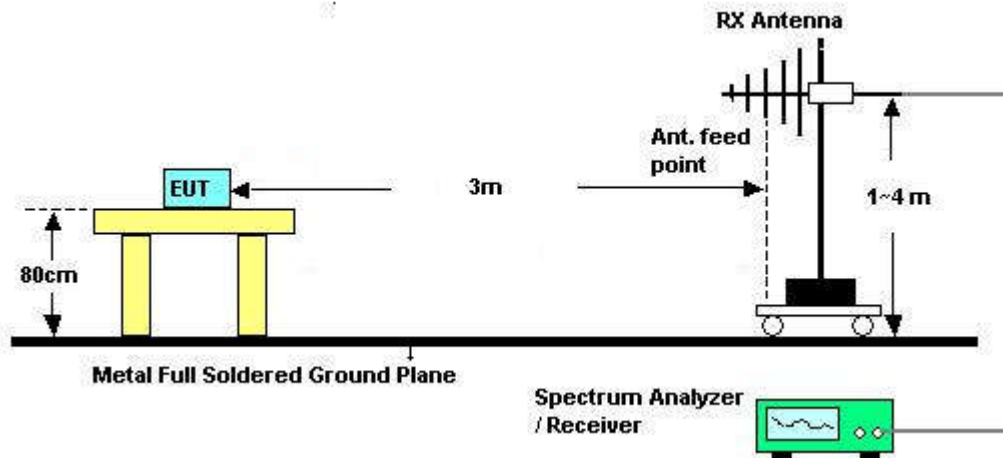 RX Antenna
Ant. feed
point
EUT
3m
1~4 m
80cm
Metal Full Soldered Ground Plane
Spectrum Analyzer
/ Receiver